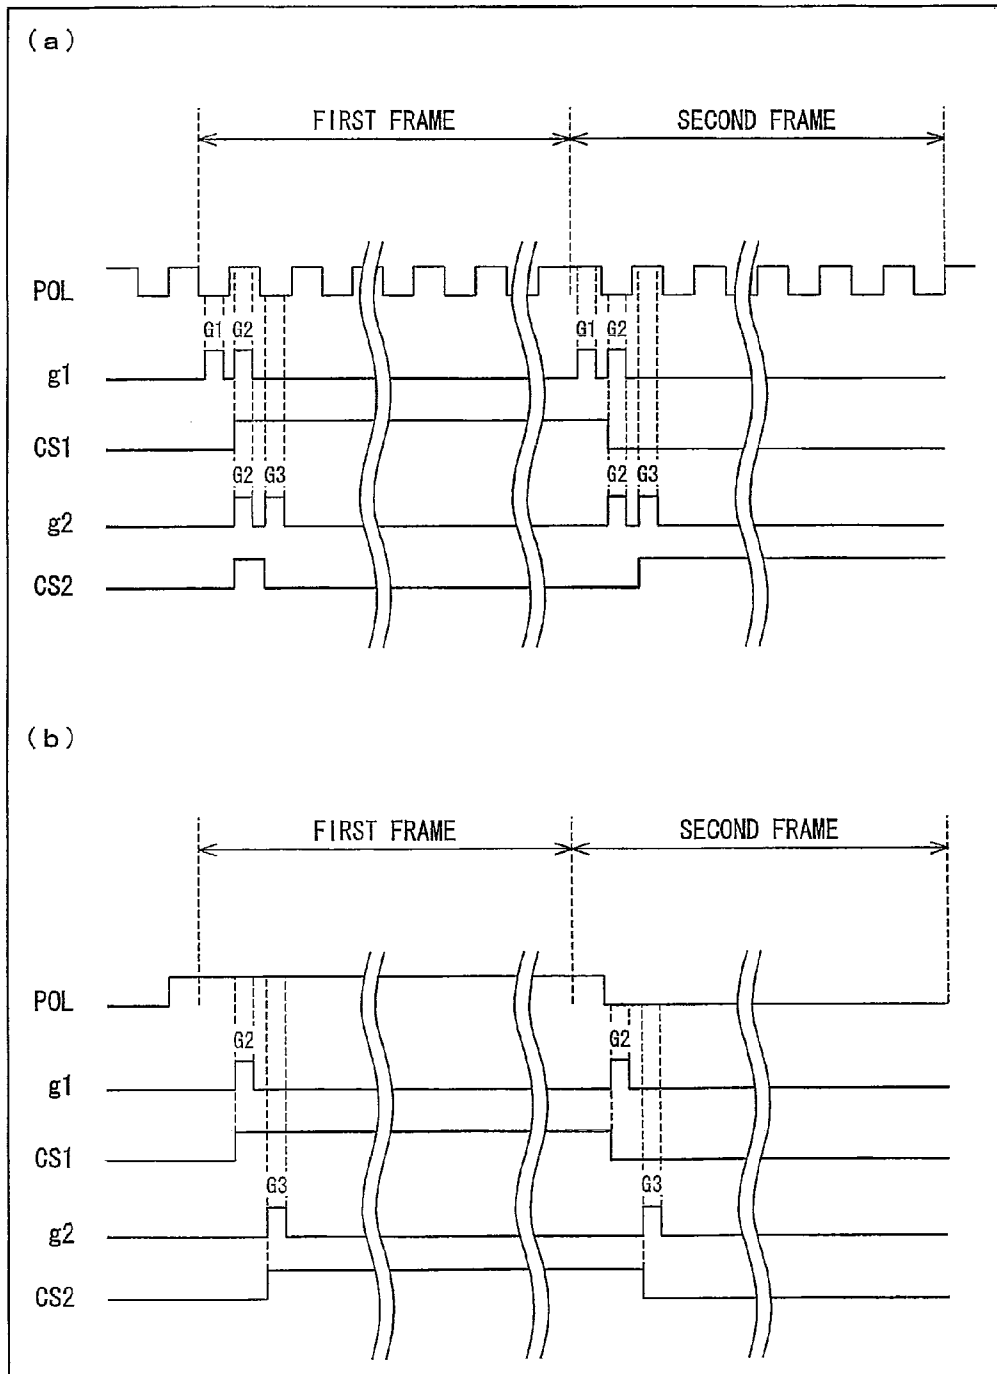 (a)
FIRST FRAME SECOND FRAME
POL
G1 G2 G1 G2
g1
CS1
G2 G3 G2 G3
g2
CS2
(b)
FIRST FRAME SECOND FRAME
POL
G2 G2
g1
CS1
G3 G3
g2
CS2